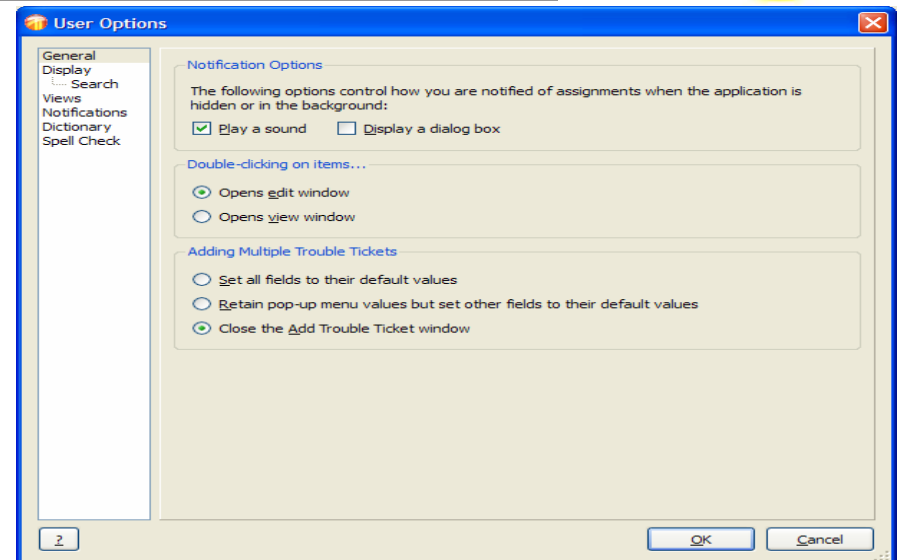 User Options
General
Display
Search
Views
Notifications
Dictionary
Spell Check
Notification Options
The following options control how you are notified of assignments when the application is
hidden or in the background:
Play a sound Display a dialog box
Double-clicking on items...
Opens edit window
Opens view window
Adding Multiple Trouble Tickets
Set all fields to their default values
Retain pop-up menu values but set other fields to their default values
Close the Add Trouble Ticket window
? OK Cancel